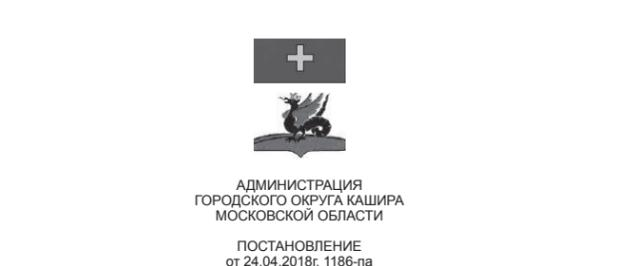 АДМИНИСТРАЦИЯ
ГОРОДСКОГО ОКРУГА КАШИРА
МОСКОВСКОЙ ОБЛАСТИ
ПОСТАНОВЛЕНИЕ
от 24.04.2018г. 1186-па